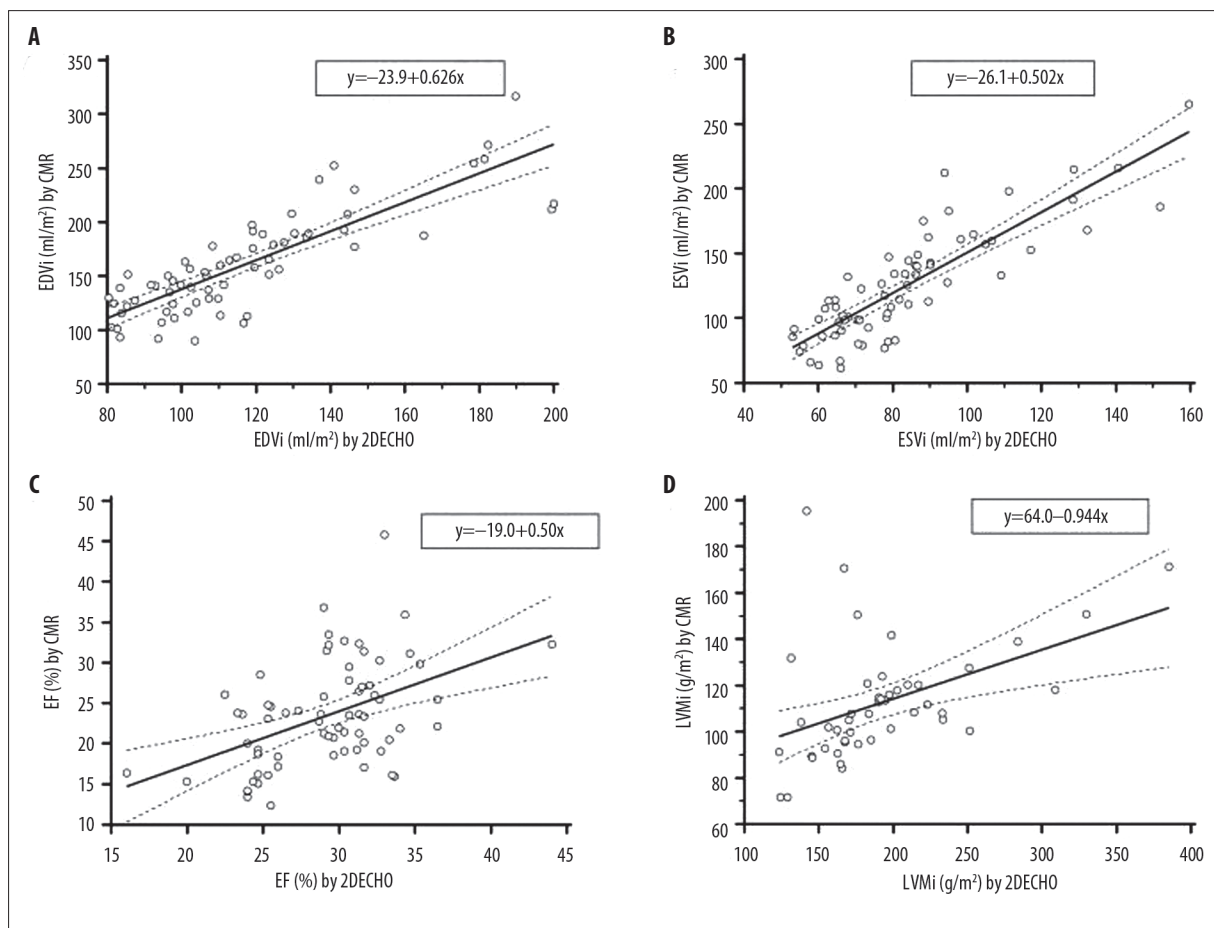 A
y=–23.9+0.626x
EDVi (ml/m²) by CMR
350
300
250
200
150
100
50
80 100 120 140 160 180 200
EDVi (ml/m²) by 2DECHO
B
y=–26.1+0.502x
ESVi (ml/m²) by CMR
300
250
200
150
100
50
40 60 80 100 120 140 160
ESVi (ml/m²) by 2DECHO
C
y=–19.0+0.50x
EF (%) by CMR
50
45
40
35
30
25
20
15
10
15 20 25 30 35 40 45
EF (%) by 2DECHO
D
y=64.0–0.944x
LVMi (g/m²) by CMR
200
180
160
140
120
100
80
60
100 150 200 250 300 350 400
LVMi (g/m²) by 2DECHO